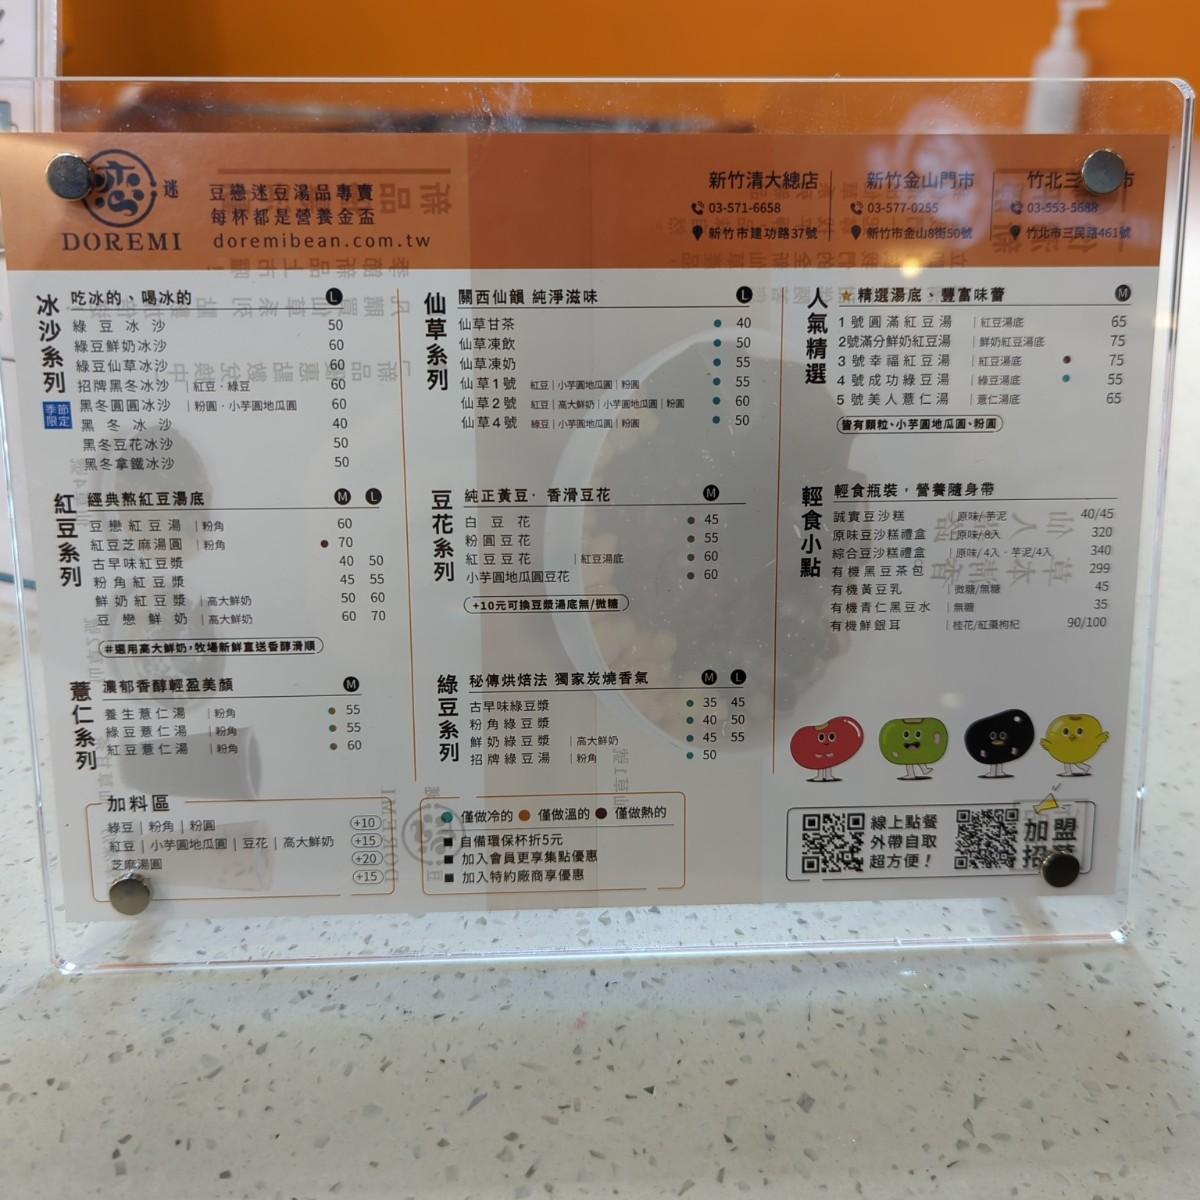 迷
DOREMI
豆戀迷豆湯品專賣
每杯都是營養金盃
doremibean.com.tw
新竹清大總店
03-571-6658
新竹市建功路37號
新竹金山門市
03-577-0255
新竹市金山8街50號
竹北三 市
03-553-5688
竹北市三民路461號
冰沙系列
季節限定
吃冰的、喝冰的 L
綠豆冰沙 50
綠豆鮮奶冰沙 60
綠豆仙草冰沙 60
招牌黑冬冰沙 | 紅豆．綠豆 60
黑冬圓圓冰沙 | 粉圓．小芋圓地瓜圓 60
黑冬冰沙 40
黑冬豆花冰沙 50
黑冬拿鐵冰沙 50
紅豆系列
經典熬紅豆湯底 M L
豆戀紅豆湯 | 粉角 60
紅豆芝麻湯圓 | 粉角 70
古早味紅豆漿 40 50
粉角紅豆漿 45 55
鮮奶紅豆漿 | 高大鮮奶 50 60
豆戀鮮奶 | 高大鮮奶 60 70
#選用高大鮮奶，牧場新鮮直送香醇滑順
薏仁系列
濃郁香醇輕盈美顏 M
養生薏仁湯 | 粉角 55
綠豆薏仁湯 | 粉角 55
紅豆薏仁湯 | 粉角 60
加料區
綠豆 | 粉角 | 粉圓 +10
紅豆 | 小芋圓地瓜圓 | 豆花 | 高大鮮奶 +15
芝麻湯圓 +20
+15
仙草系列
關西仙韻 純淨滋味 L
仙草甘茶 40
仙草凍飲 50
仙草凍奶 55
仙草1號 紅豆 | 小芋圓地瓜圓 | 粉圓 55
仙草2號 紅豆 | 高大鮮奶 | 小芋圓地瓜圓 | 粉圓 60
仙草4號 綠豆 | 小芋圓地瓜圓 | 粉圓 50
豆花系列
純正黃豆．香滑豆花 M
白豆花 45
粉圓豆花 55
紅豆豆花 | 紅豆湯底 60
小芋圓地瓜圓豆花 60
+10元可換豆漿湯底無/微糖
綠豆系列
秘傳烘焙法 獨家炭燒香氣 M L
古早味綠豆漿 35 45
粉角綠豆漿 40 50
鮮奶綠豆漿 | 高大鮮奶 45 55
招牌綠豆湯 | 粉角 50
僅做冷的 僅做溫的 僅做熱的
自備環保杯折5元
加入會員更享集點優惠
加入特約廠商享優惠
人氣精選
精選湯底、豐富味蕾 M
1號圓滿紅豆湯 | 紅豆湯底 65
2號滿分鮮奶紅豆湯 | 鮮奶紅豆湯底 75
3號幸福紅豆湯 | 紅豆湯底 75
4號成功綠豆湯 | 綠豆湯底 55
5號美人薏仁湯 | 薏仁湯底 65
皆有顆粒、小芋圓地瓜圓、粉圓
輕食小點
輕食瓶裝，營養隨身帶
誠實豆沙糕 | 原味/芋泥 40/45
原味豆沙糕禮盒 | 原味/8入 320
綜合豆沙糕禮盒 | 原味/4入．芋泥/4入 340
有機黑豆茶包 299
有機黃豆乳 | 微糖/無糖 45
有機青仁黑豆水 | 無糖 35
有機鮮銀耳 | 桂花/紅棗枸杞 90/100
線上點餐
外帶自取
超方便！
加盟
招